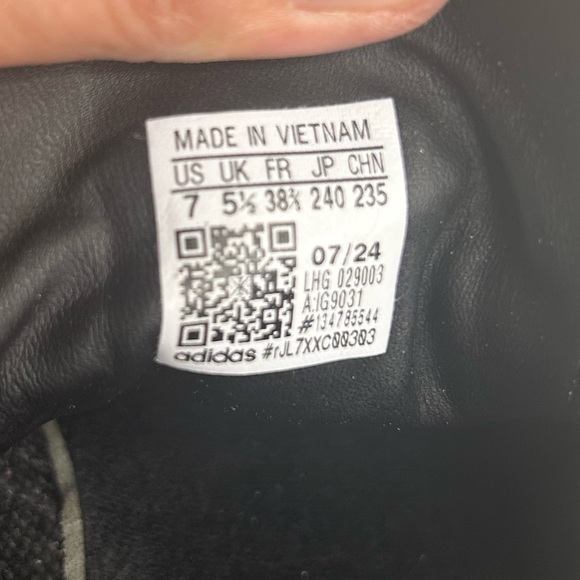 MADE IN VIETNAM
US UK FR JP CHN
7 5½ 38⅔ 240 235
07/24
LHG 029003
A:IG9031
#134785544
adidas #rJL7XXC00303